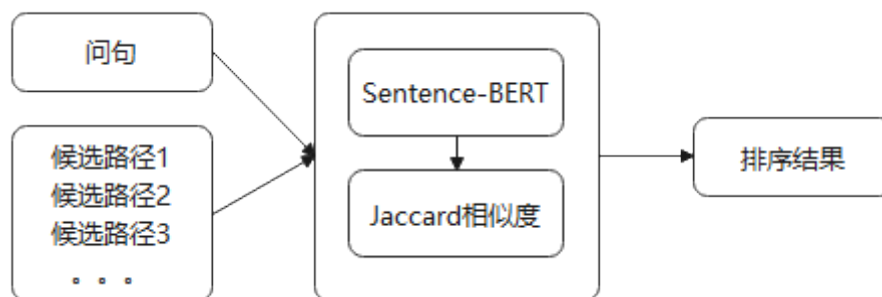 问句
候选路径1
候选路径2
候选路径3
。。。
Sentence-BERT
Jaccard相似度
排序结果